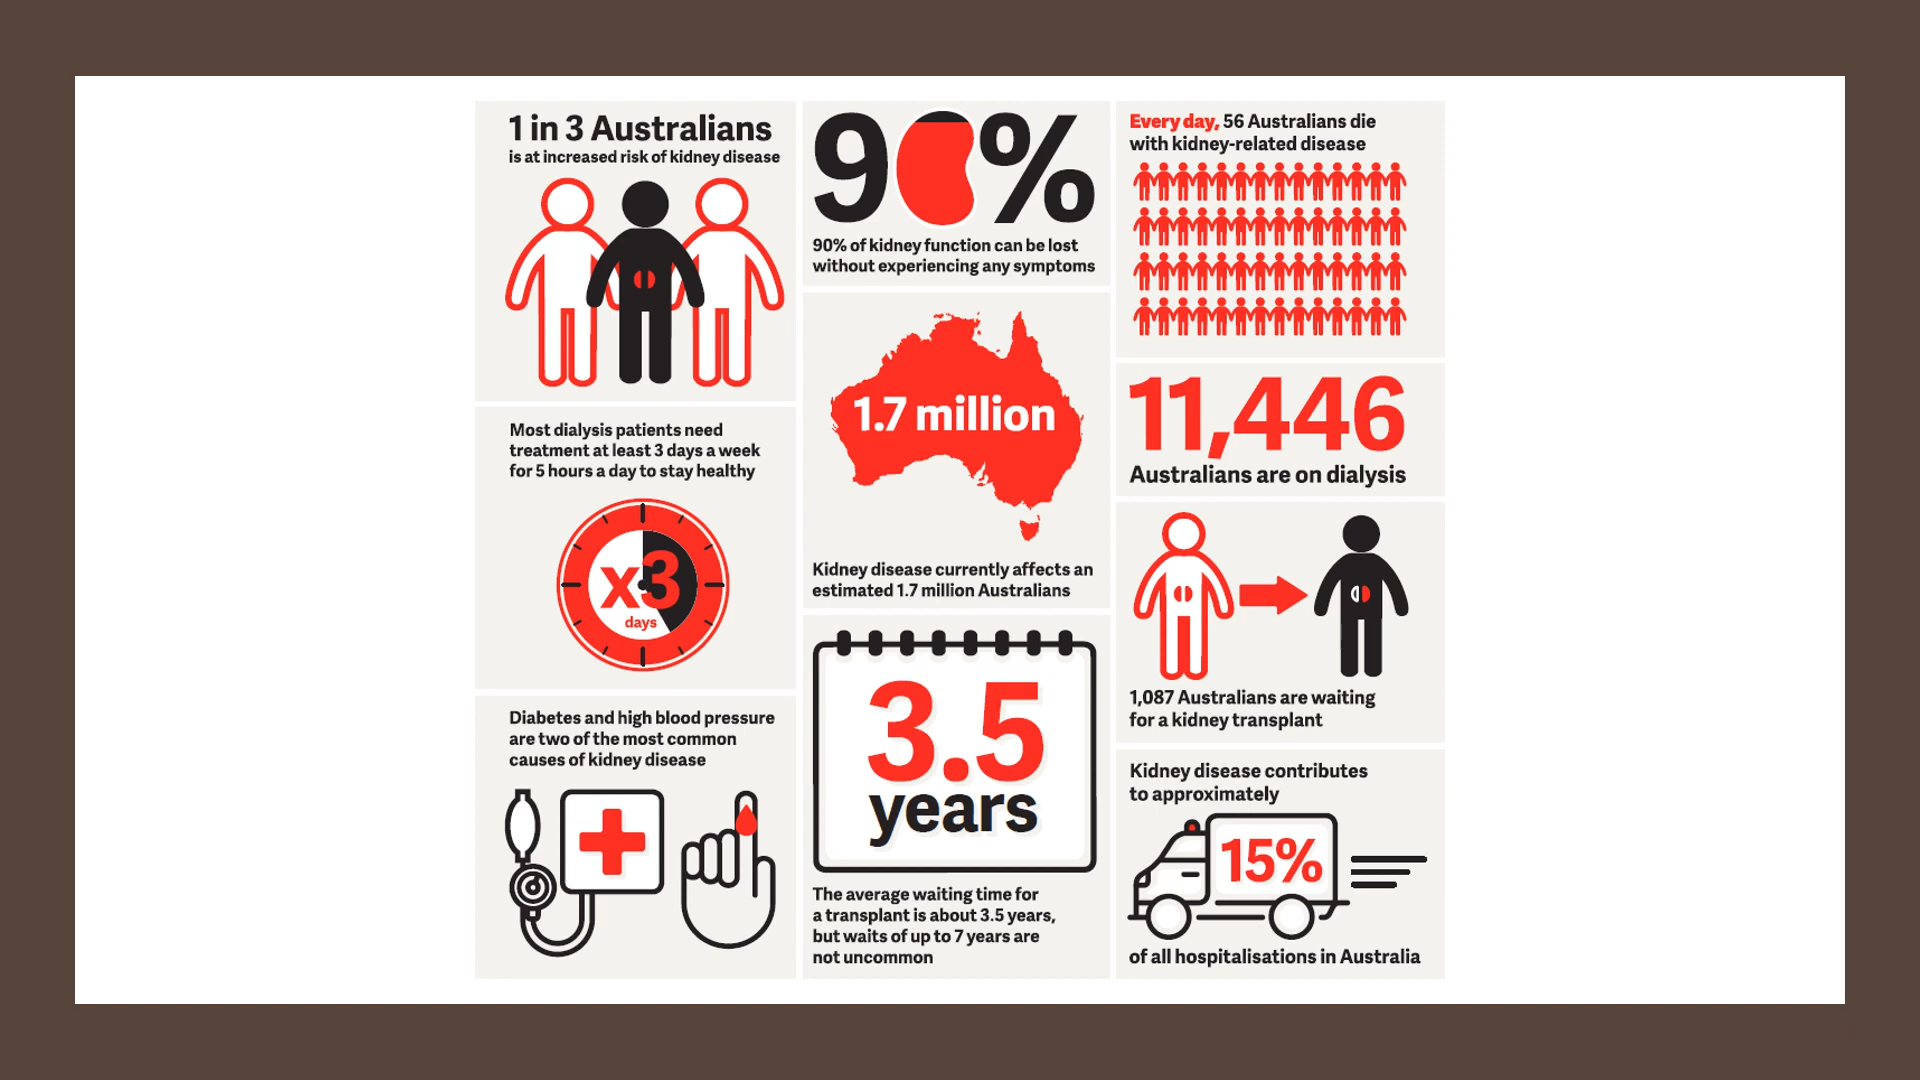 1 in 3 Australians
is at increased risk of kidney disease
Most dialysis patients need
treatment at least 3 days a week
for 5 hours a day to stay healthy
x3
days
Diabetes and high blood pressure
are two of the most common
causes of kidney disease
90%
90% of kidney function can be lost
without experiencing any symptoms
1.7 million
Kidney disease currently affects an
estimated 1.7 million Australians
3.5
years
The average waiting time for
a transplant is about 3.5 years,
but waits of up to 7 years are
not uncommon
Every day, 56 Australians die
with kidney-related disease
11,446
Australians are on dialysis
1,087 Australians are waiting
for a kidney transplant
Kidney disease contributes
to approximately
15%
of all hospitalisations in Australia